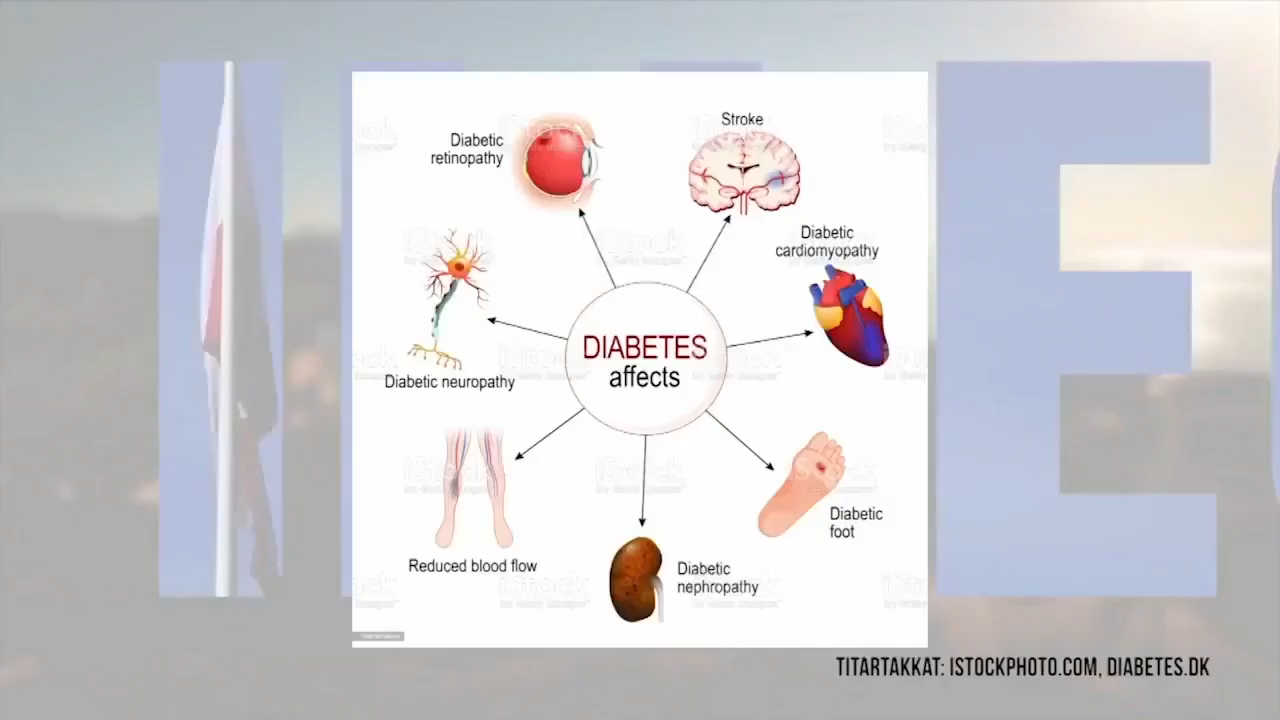 Diabetic
retinopathy
Stroke
Diabetic
cardiomyopathy
DIABETES
affects
Diabetic neuropathy
Diabetic
foot
Reduced blood flow
Diabetic
nephropathy
TITARTAKKAT: ISTOCKPHOTO.COM, DIABETES.DK